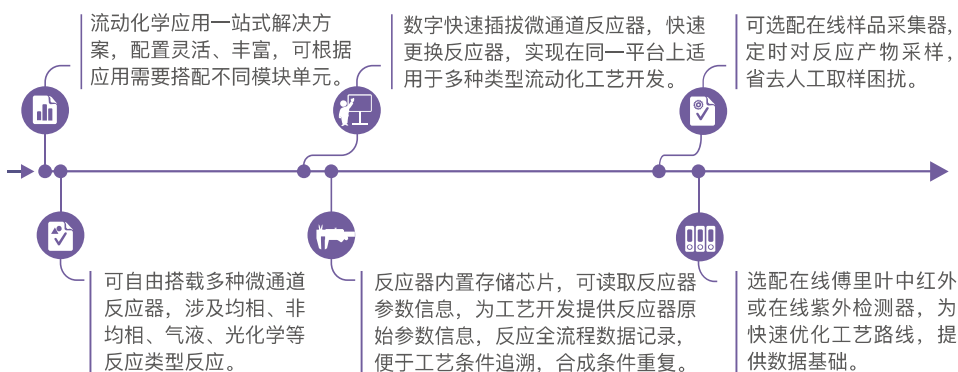 流动化学应用一站式解决方
案，配置灵活、丰富，可根据
应用需要搭配不同模块单元。
数字快速插拔微通道反应器，快速
更换反应器，实现在同一平台上适
用于多种类型流动化工艺开发。
可选配在线样品采集器，
定时对反应产物采样，
省去人工取样困扰。
可自由搭载多种微通道
反应器，涉及均相、非
均相、气液、光化学等
反应类型反应。
反应器内置存储芯片，可读取反应器
参数信息，为工艺开发提供反应器原
始参数信息，反应全流程数据记录，
便于工艺条件追溯，合成条件重复。
选配在线傅里叶中红外
或在线紫外检测器，为
快速优化工艺路线，提
供数据基础。